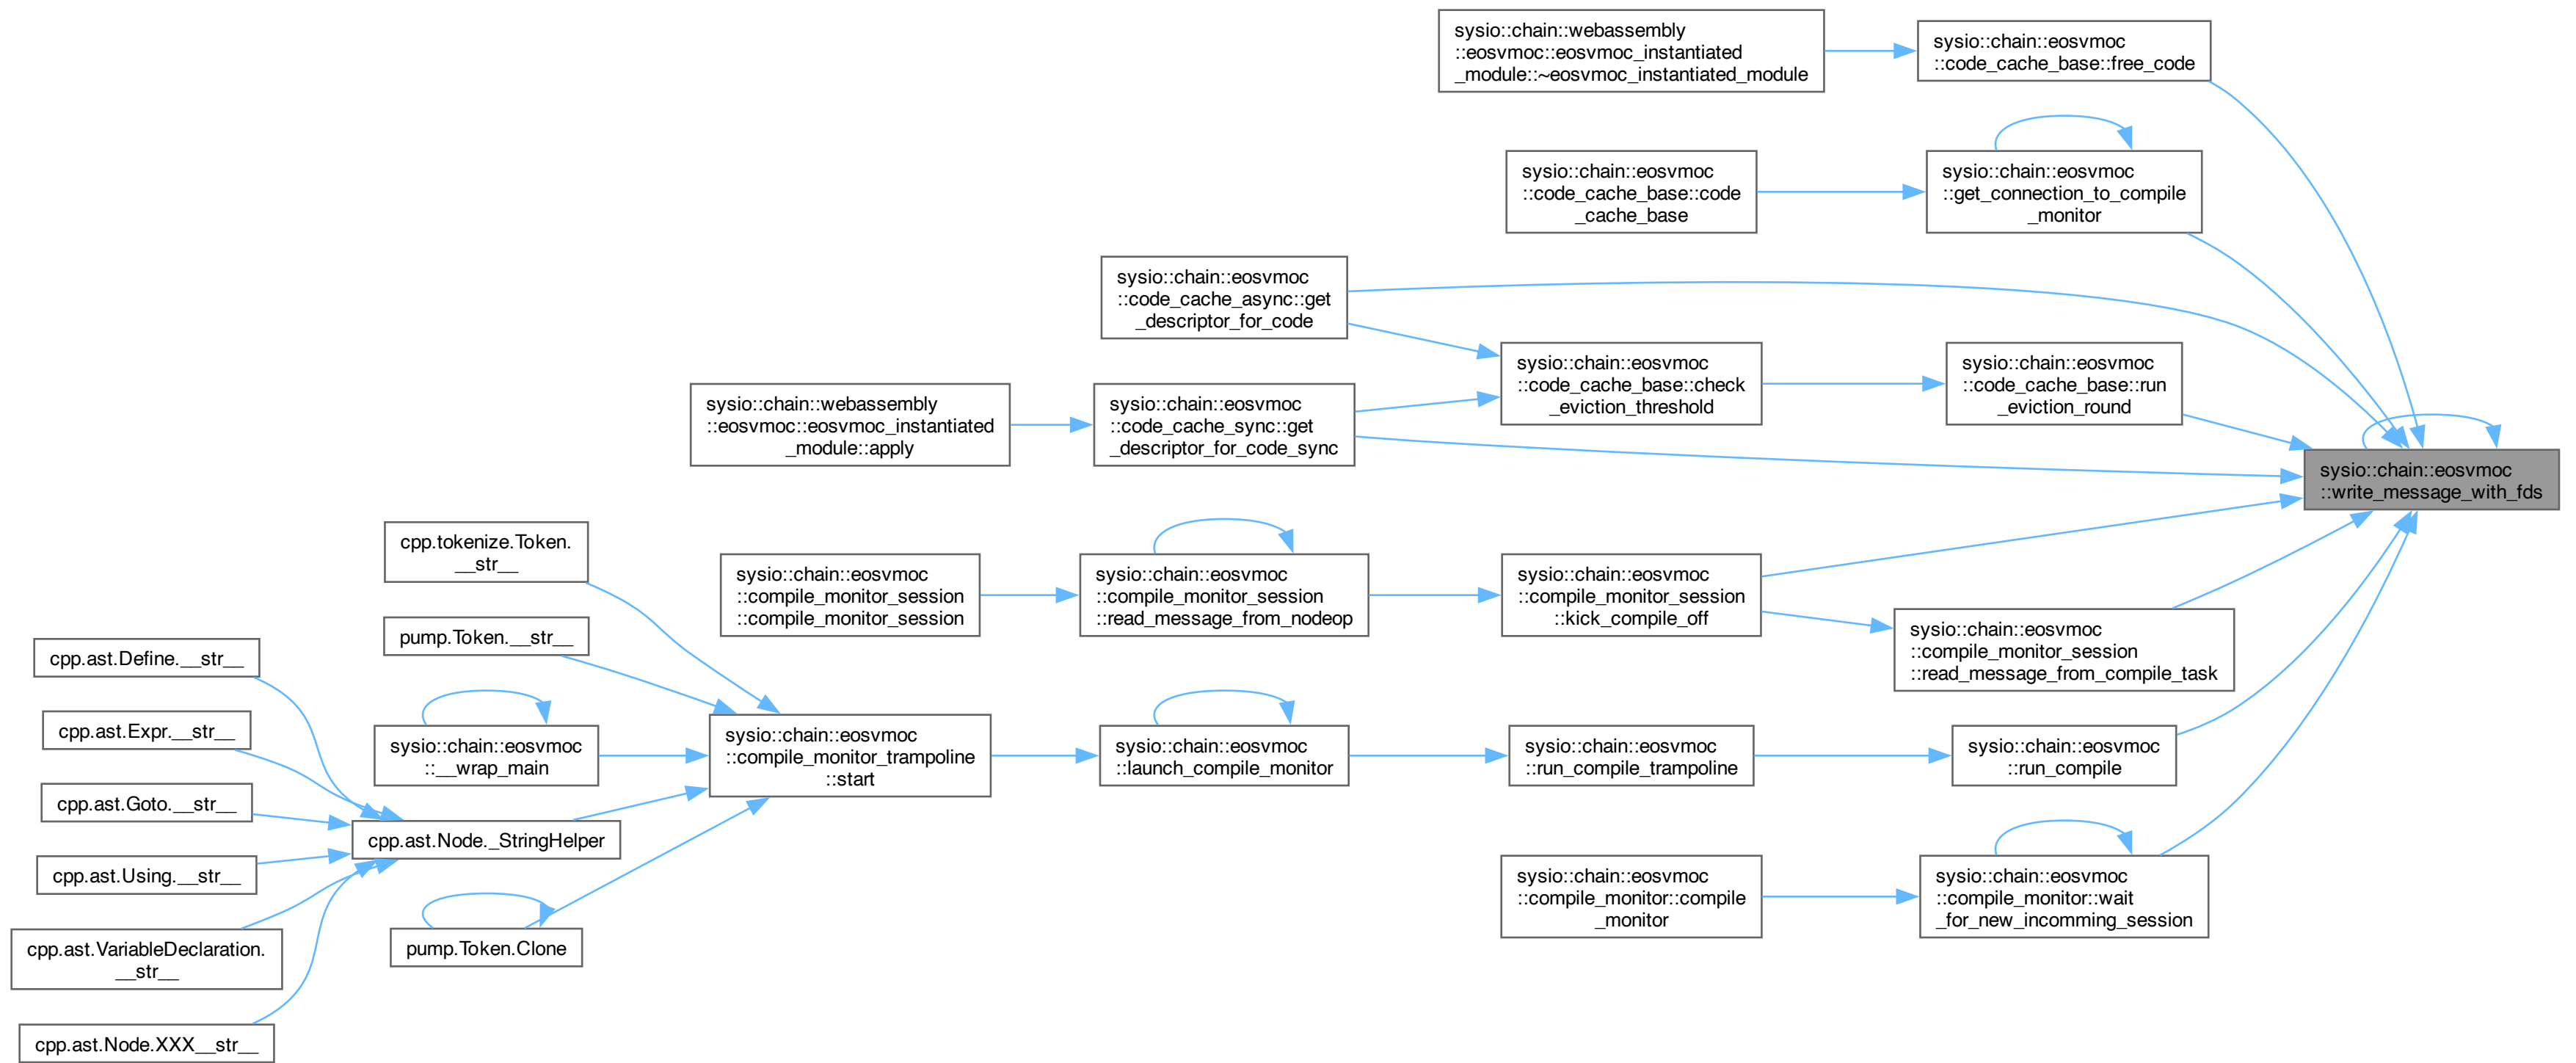 sysio::chain::webassembly
::eosvmoc::eosvmoc_instantiated
_module::~eosvmoc_instantiated_module
sysio::chain::eosvmoc
::code_cache_base::free_code
sysio::chain::eosvmoc
::code_cache_base::code
_cache_base
sysio::chain::eosvmoc
::get_connection_to_compile
_monitor
sysio::chain::eosvmoc
::code_cache_async::get
_descriptor_for_code
sysio::chain::eosvmoc
::code_cache_base::check
_eviction_threshold
sysio::chain::eosvmoc
::code_cache_base::run
_eviction_round
sysio::chain::webassembly
::eosvmoc::eosvmoc_instantiated
_module::apply
sysio::chain::eosvmoc
::code_cache_sync::get
_descriptor_for_code_sync
sysio::chain::eosvmoc
::write_message_with_fds
cpp.tokenize.Token.
__str__
sysio::chain::eosvmoc
::compile_monitor_session
::compile_monitor_session
sysio::chain::eosvmoc
::compile_monitor_session
::read_message_from_nodeop
sysio::chain::eosvmoc
::compile_monitor_session
::kick_compile_off
sysio::chain::eosvmoc
::compile_monitor_session
::read_message_from_compile_task
pump.Token.__str__
cpp.ast.Define.__str__
cpp.ast.Expr.__str__
sysio::chain::eosvmoc
::__wrap_main
sysio::chain::eosvmoc
::compile_monitor_trampoline
::start
sysio::chain::eosvmoc
::launch_compile_monitor
sysio::chain::eosvmoc
::run_compile_trampoline
sysio::chain::eosvmoc
::run_compile
cpp.ast.Goto.__str__
cpp.ast.Node._StringHelper
cpp.ast.Using.__str__
sysio::chain::eosvmoc
::compile_monitor::compile
_monitor
sysio::chain::eosvmoc
::compile_monitor::wait
_for_new_incomming_session
cpp.ast.VariableDeclaration.
__str__
pump.Token.Clone
cpp.ast.Node.XXX__str__